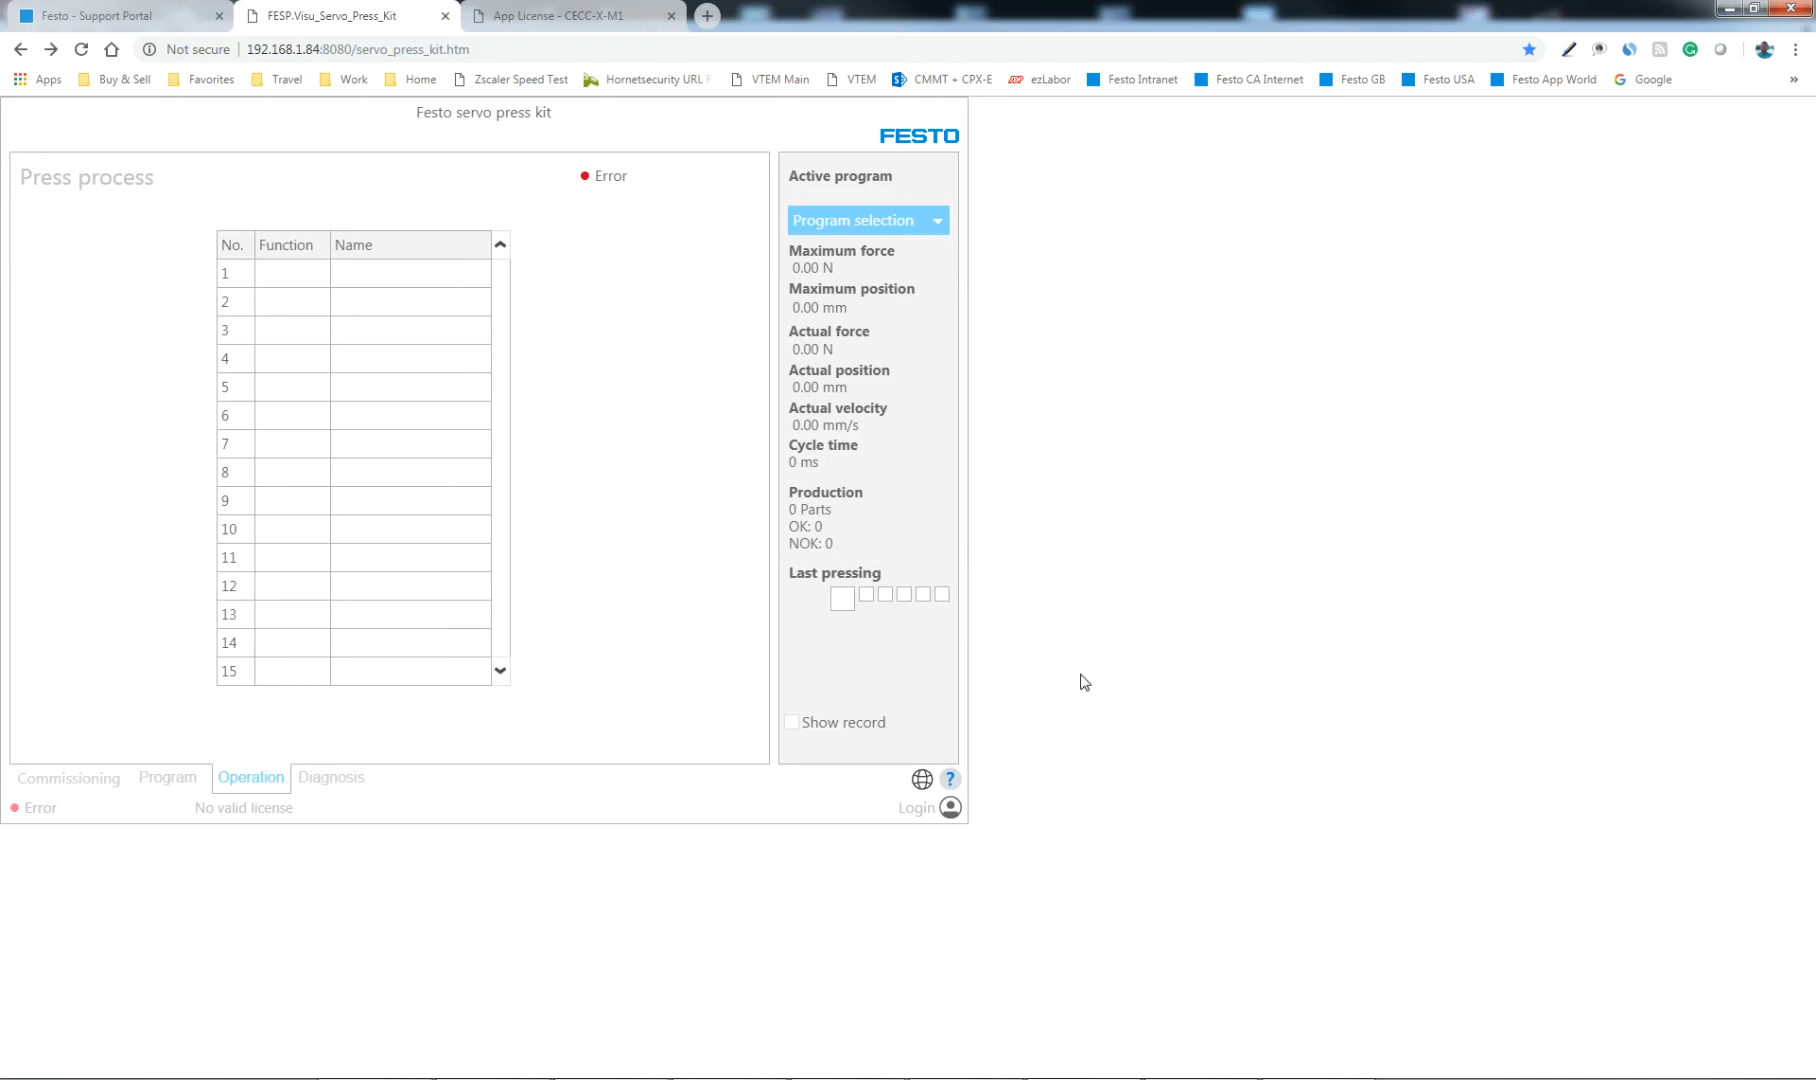 Festo - Support Portal
FESP.Visu_Servo_Press_Kit
App License - CECC-X-M1
Not secure | 192.168.1.84:8080/servo_press_kit.htm
Apps Buy & Sell Favorites Travel Work Home Zscaler Speed Test Hornetsecurity URL VTEM Main VTEM CMMT + CPX-E ezLabor Festo Intranet Festo CA Internet Festo GB Festo USA Festo App World Google »
Festo servo press kit
FESTO
Press process
Error
No. Function Name
1
2
3
4
5
6
7
8
9
10
11
12
13
14
15
Active program
Program selection
Maximum force
0.00 N
Maximum position
0.00 mm
Actual force
0.00 N
Actual position
0.00 mm
Actual velocity
0.00 mm/s
Cycle time
0 ms
Production
0 Parts
OK: 0
NOK: 0
Last pressing
Show record
Commissioning Program Operation Diagnosis ?
Error No valid license Login